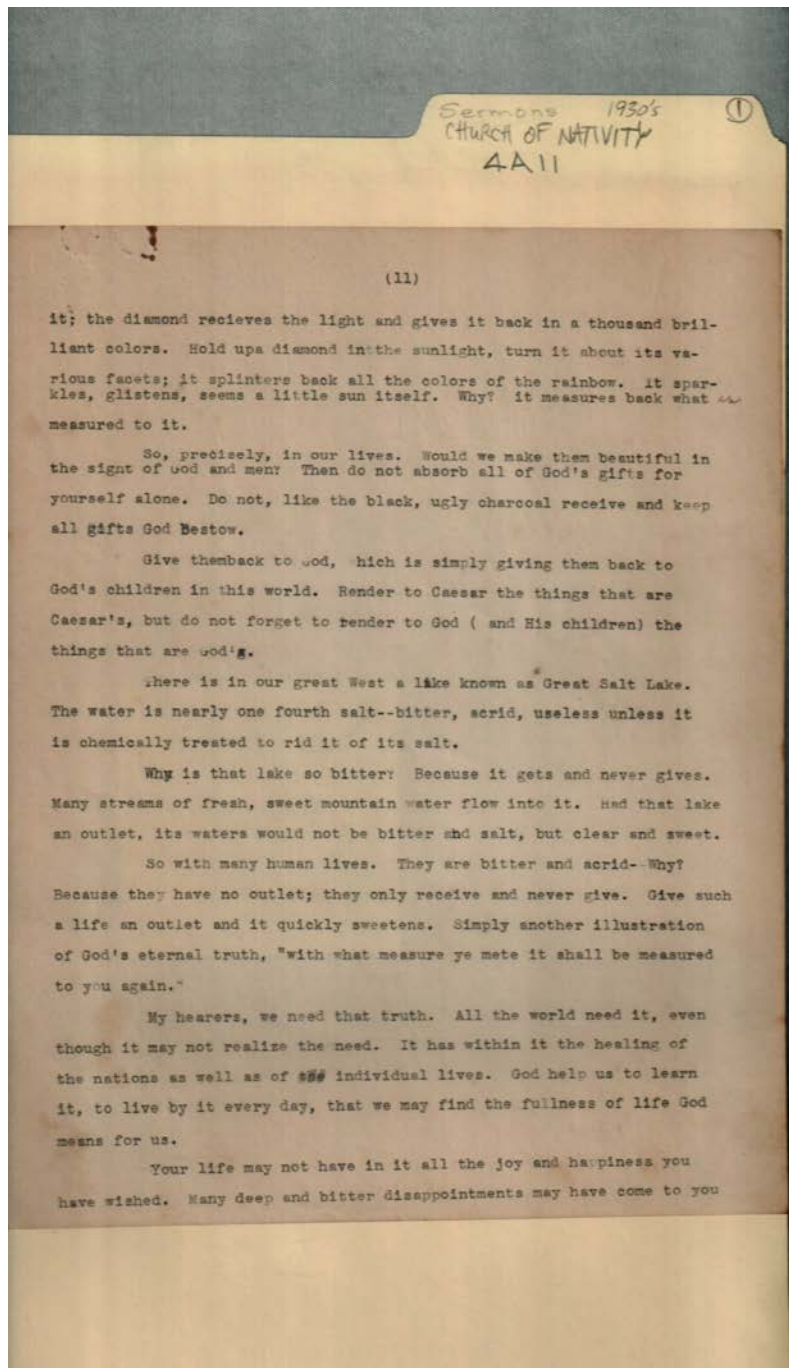 Sermons 1930's ①
CHURCH OF NATIVITY
4A11
(11)
it; the diamond recieves the light and gives it back in a thousand bril-
liant colors. Hold upa diamond in the sunlight, turn it about its va-
rious facets; it splinters back all the colors of the rainbow. it spar-
kles, glistens, seems a little sun itself. Why? it measures back what
measured to it.
So, precisely, in our lives. Would we make them beautiful in
the signt of God and men? Then do not absorb all of God's gifts for
yourself alone. Do not, like the black, ugly charcoal receive and keep
all gifts God Bestow.
Give themback to God, hich is simply giving them back to
God's children in this world. Render to Caesar the things that are
Caesar's, but do not forget to render to God ( and His children) the
things that are God's.
There is in our great West a lake known as Great Salt Lake.
The water is nearly one fourth salt--bitter, acrid, useless unless it
is chemically treated to rid it of its salt.
Why is that lake so bitter? Because it gets and never gives.
Many streams of fresh, sweet mountain water flow into it. Had that lake
an outlet, its waters would not be bitter and salt, but clear and sweet.
So with many human lives. They are bitter and acrid--Why?
Because they have no outlet; they only receive and never give. Give such
a life an outlet and it quickly sweetens. Simply another illustration
of God's eternal truth, "with what measure ye mete it shall be measured
to you again."
My hearers, we need that truth. All the world need it, even
though it may not realize the need. It has within it the healing of
the nations as well as of individual lives. God help us to learn
it, to live by it every day, that we may find the fullness of life God
means for us.
Your life may not have in it all the joy and happiness you
have wished. Many deep and bitter disappointments may have come to you